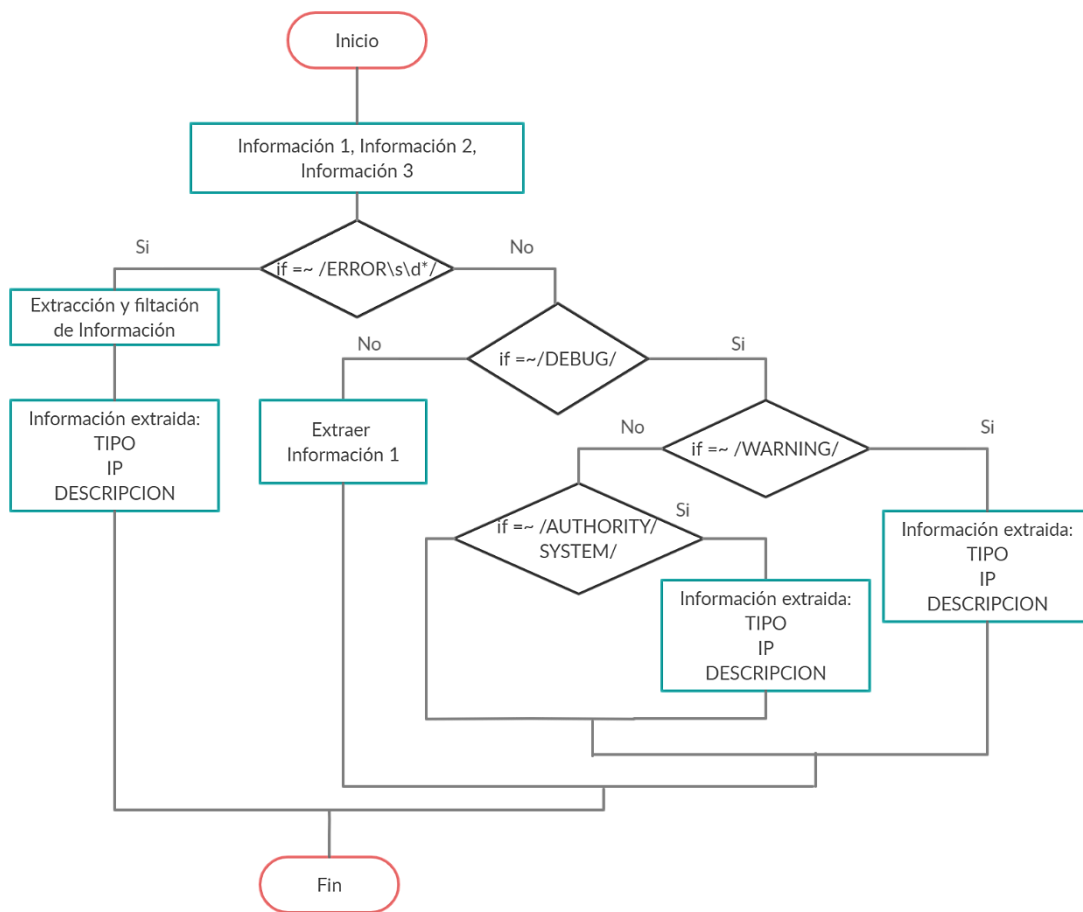 Inicio
Información 1, Información 2,
Información 3
Si
No
if =~ /ERROR\s\d*/
Extracción y filtación
de Información
No
if =~/DEBUG/
Si
Información extraida:
TIPO
IP
DESCRIPCION
Extraer
Información 1
No
if =~ /WARNING/
Si
if =~ /AUTHORITY/
SYSTEM/
Si
Información extraida:
TIPO
IP
DESCRIPCION
Información extraida:
TIPO
IP
DESCRIPCION
Fin